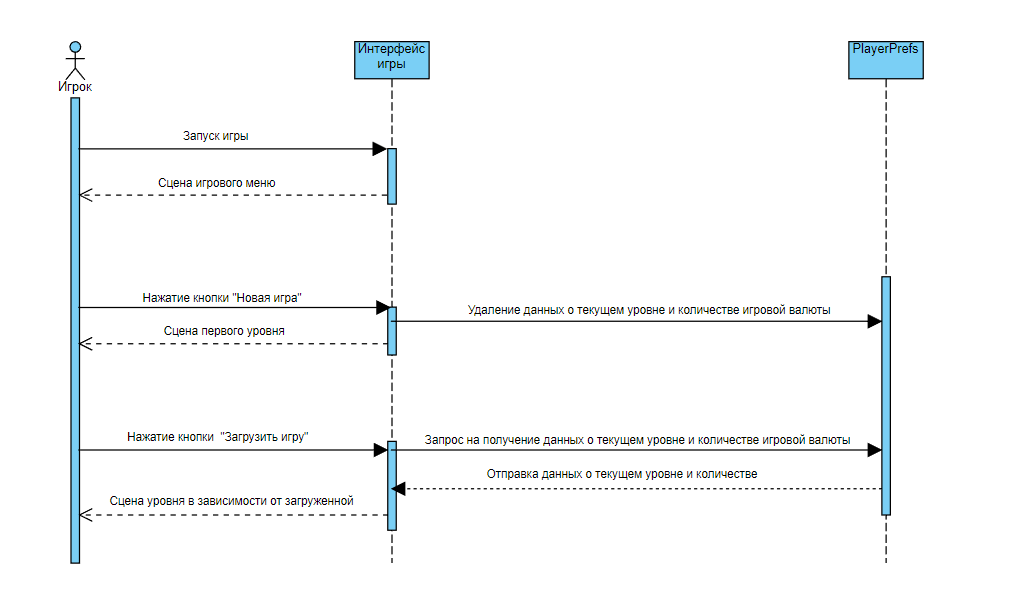 Игрок
Интерфейс
игры
PlayerPrefs
Запуск игры
Сцена игрового меню
Нажатие кнопки "Новая игра"
Удаление данных о текущем уровне и количестве игровой валюты
Сцена первого уровня
Нажатие кнопки "Загрузить игру"
Запрос на получение данных о текущем уровне и количестве игровой валюты
Отправка данных о текущем уровне и количестве
Сцена уровня в зависимости от загруженной